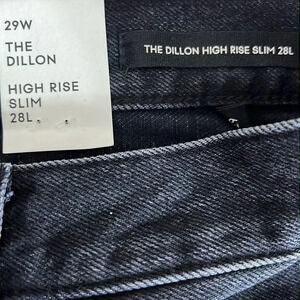 29W
THE
DILLON
HIGH RISE
SLIM
28L
THE DILLON HIGH RISE SLIM 28L